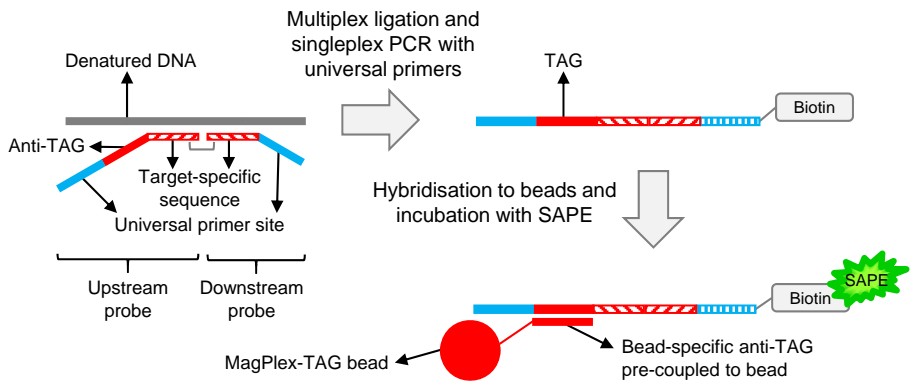 Denatured DNA
Multiplex ligation and
singleplex PCR with
universal primers
TAG
Biotin
Anti-TAG
Target-specific
sequence
Universal primer site
Upstream
probe
Downstream
probe
Hybridisation to beads and
incubation with SAPE
SAPE
Biotin
MagPlex-TAG bead
Bead-specific anti-TAG
pre-coupled to bead